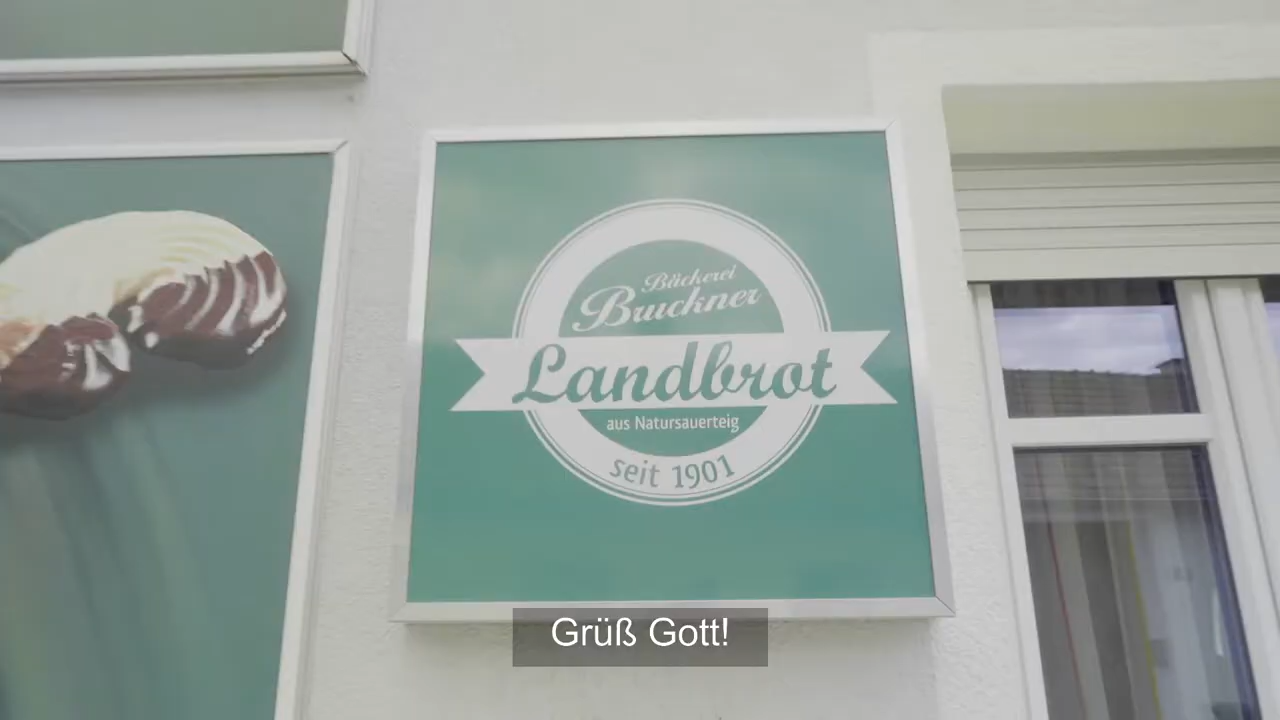 Bäckerei
Bruckner
Landbrot
aus Natursauerteig
seit 1901
Grüß Gott!